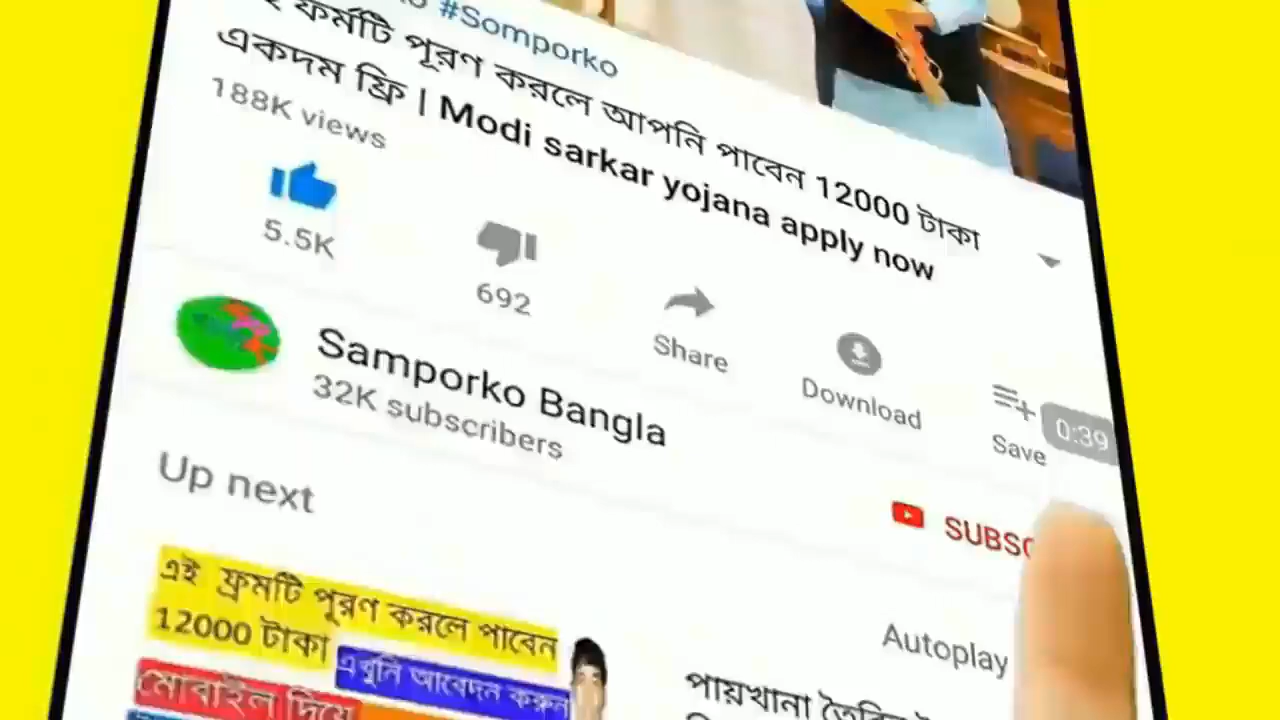 #Somporko
ফর্মটি পূরণ করলে আপনি পাবেন 12000 টাকা
একদম ফ্রি | Modi sarkar yojana apply now
188K views
5.5K
692
Share
Download
Save
0:39
Samporko Bangla
32K subscribers
SUBSC
Up next
Autoplay
এই ফ্রমটি পূরণ করলে পাবেন
12000 টাকা
এখুনি আবেদন করুন
মোবাইল দিয়ে
পায়খানা তৈরির